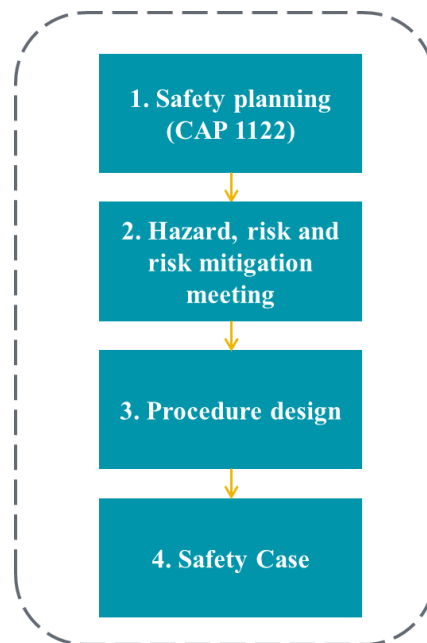 1. Safety planning
(CAP 1122)
2. Hazard, risk and
risk mitigation
meeting
3. Procedure design
4. Safety Case